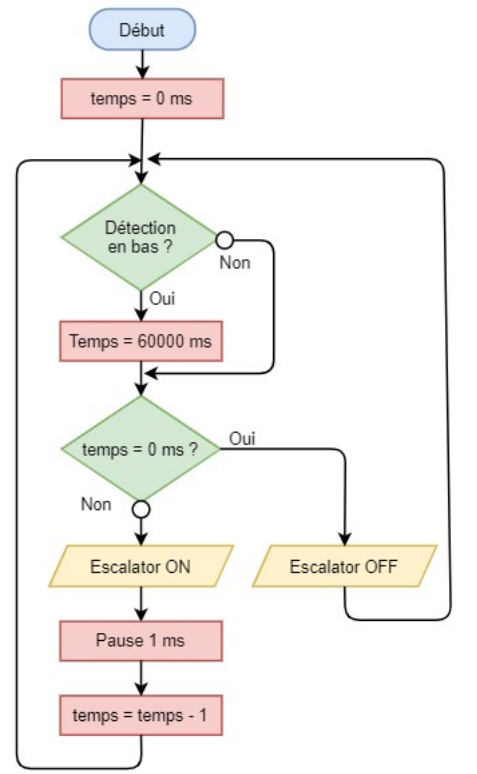 Début
temps = 0 ms
Détection
en bas ?
Non
Oui
Temps = 60000 ms
temps = 0 ms ?
Oui
Non
Escalator ON
Escalator OFF
Pause 1 ms
temps = temps - 1